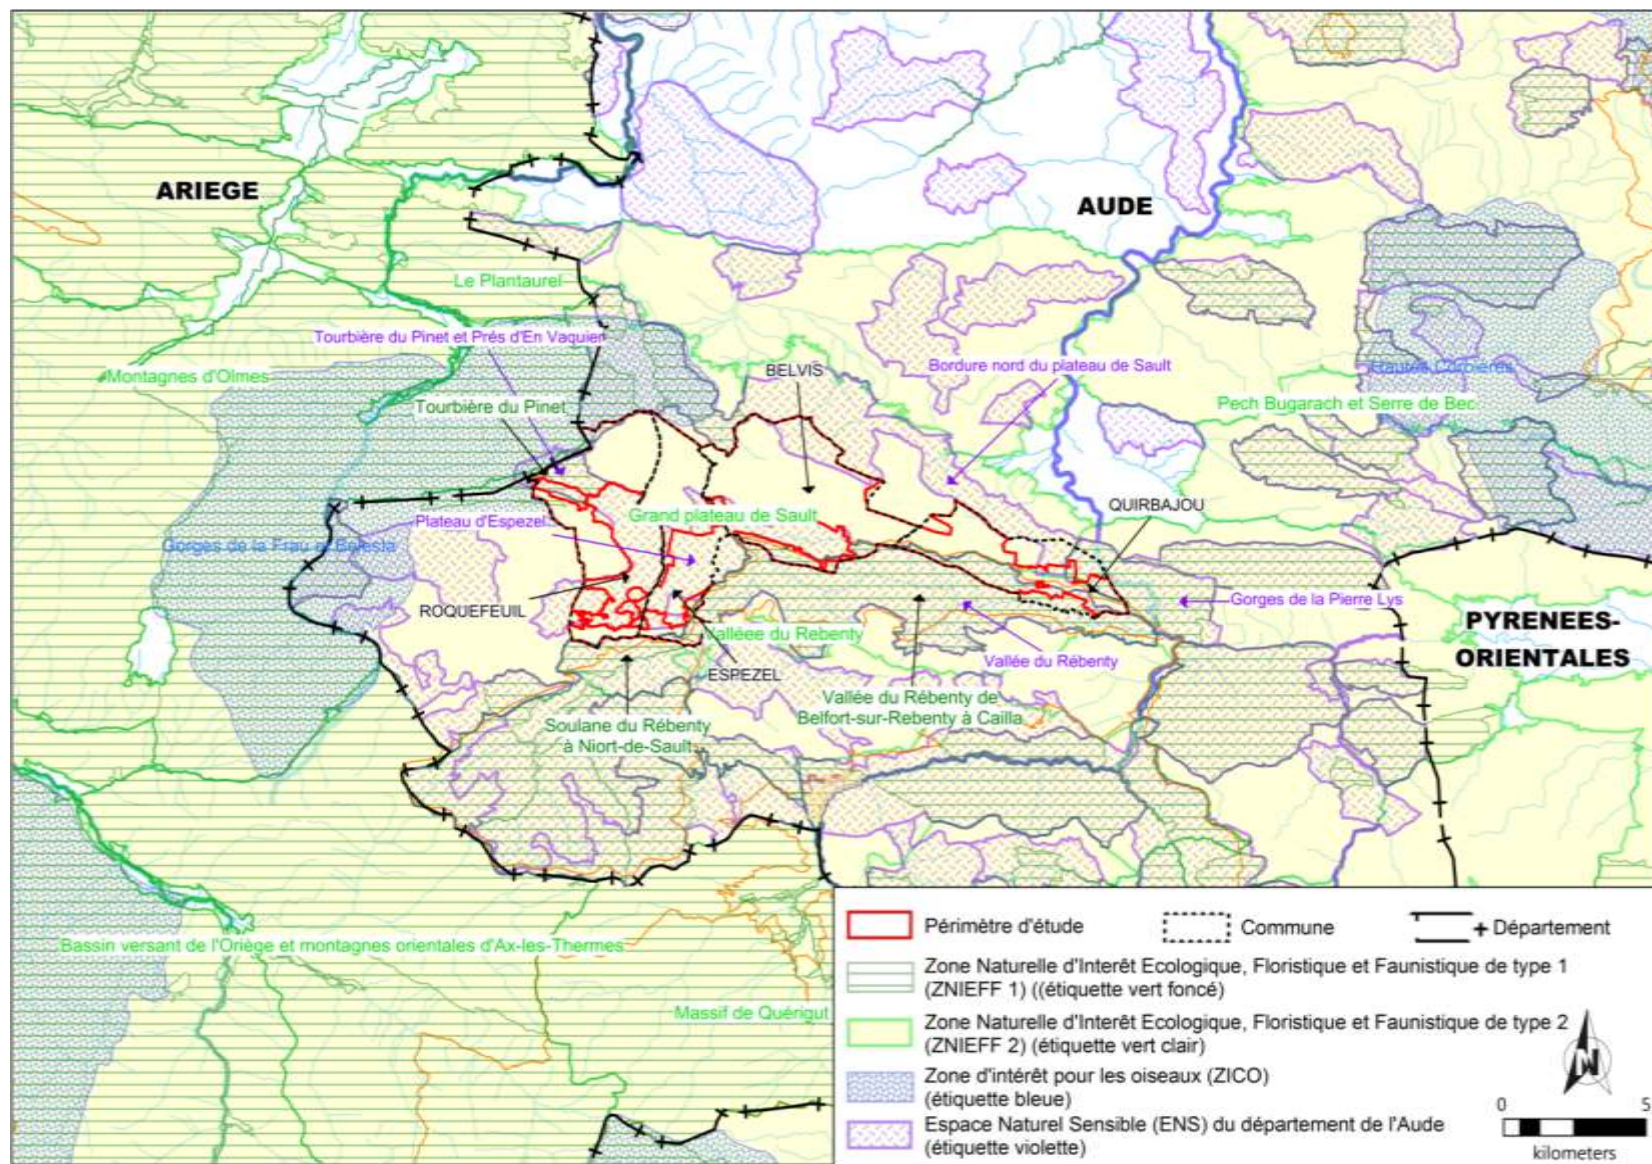 ARIEGE
AUDE
Le Plantaurel
Tourbière du Pinet et Prés d'En Vaquier
Montagnes d'Olmes
BELVIS
Bordure nord du plateau de Sault
Hautes Corbières
Tourbière du Pinet
Pech Bugarach et Serre de Bec
QUIRBAJOU
Plateau d'Espezel
Grand plateau de Sault
Gorges de la Frau et Bélesta
ROQUEFEUIL
Gorges de la Pierre Lys
PYRENEES-
ORIENTALES
Valléee du Rebenty
ESPEZEL
Vallée du Rébenty
Vallée du Rébenty de
Belfort-sur-Rebenty à Cailla
Soulane du Rébenty
à Niort-de-Sault
Bassin versant de l'Oriège et montagnes orientales d'Ax-les-Thermes
Massif de Quérigut
Périmètre d'étude
Commune
Département
Zone Naturelle d'Interêt Ecologique, Floristique et Faunistique de type 1
(ZNIEFF 1) ((étiquette vert foncé)
Zone Naturelle d'Interêt Ecologique, Floristique et Faunistique de type 2
(ZNIEFF 2) (étiquette vert clair)
Zone d'intérêt pour les oiseaux (ZICO)
(étiquette bleue)
Espace Naturel Sensible (ENS) du département de l'Aude
(étiquette violette)
N
0 5
kilometers